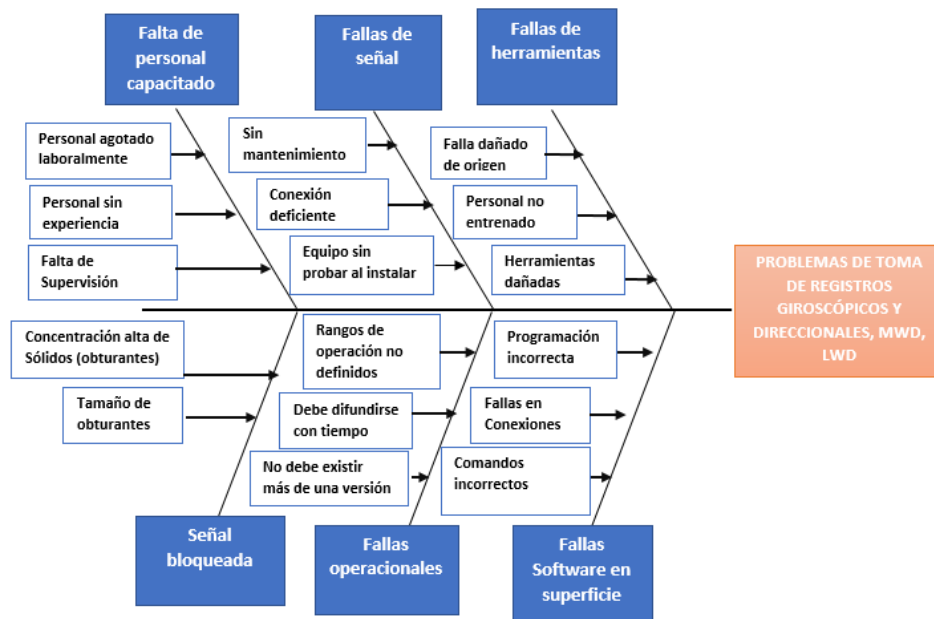 Falta de
personal
capacitado
Fallas de
señal
Fallas de
herramientas
Personal agotado
laboralmente
Sin
mantenimiento
Falla dañado
de origen
Personal sin
experiencia
Conexión
deficiente
Personal no
entrenado
Falta de
Supervisión
Equipo sin
probar al instalar
Herramientas
dañadas
PROBLEMAS DE TOMA
DE REGISTROS
GIROSCÓPICOS Y
DIRECCIONALES, MWD,
LWD
Concentración alta de
Sólidos (obturantes)
Rangos de
operación no
definidos
Programación
incorrecta
Tamaño de
obturantes
Debe difundirse
con tiempo
Fallas en
Conexiones
No debe existir
más de una versión
Comandos
incorrectos
Señal
bloqueada
Fallas
operacionales
Fallas
Software en
superficie